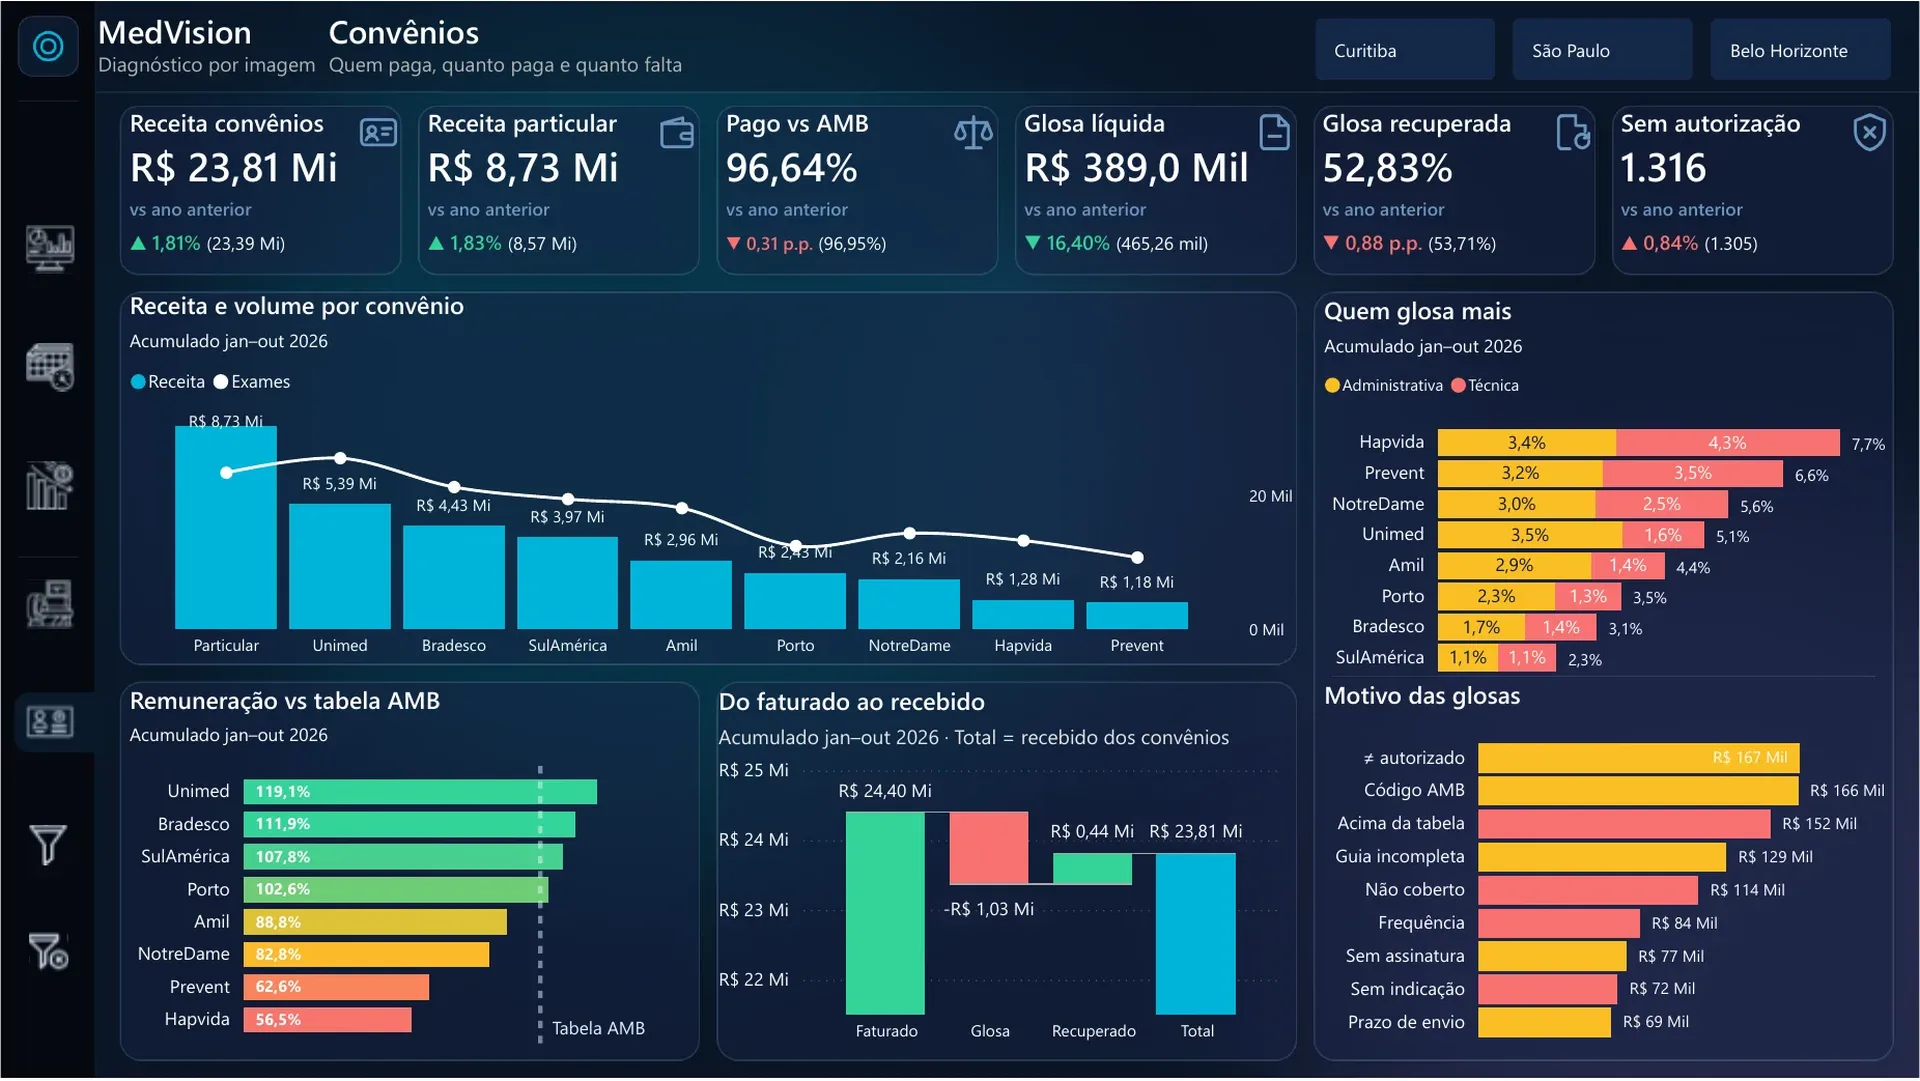 MedVision
Diagnóstico por imagem
Convênios
Quem paga, quanto paga e quanto falta
Curitiba
São Paulo
Belo Horizonte
Receita convênios
R$ 23,81 Mi
vs ano anterior
▲ 1,81% (23,39 Mi)
Receita particular
R$ 8,73 Mi
vs ano anterior
▲ 1,83% (8,57 Mi)
Pago vs AMB
96,64%
vs ano anterior
▼ 0,31 p.p. (96,95%)
Glosa líquida
R$ 389,0 Mil
vs ano anterior
▼ 16,40% (465,26 mil)
Glosa recuperada
52,83%
vs ano anterior
▼ 0,88 p.p. (53,71%)
Sem autorização
1.316
vs ano anterior
▲ 0,84% (1.305)
Receita e volume por convênio
Acumulado jan–out 2026
Receita Exames
R$ 8,73 Mi
R$ 5,39 Mi
R$ 4,43 Mi
R$ 3,97 Mi
R$ 2,96 Mi
R$ 2,43 Mi
R$ 2,16 Mi
R$ 1,28 Mi
R$ 1,18 Mi
20 Mil
0 Mil
Particular
Unimed
Bradesco
SulAmérica
Amil
Porto
NotreDame
Hapvida
Prevent
Quem glosa mais
Acumulado jan–out 2026
Administrativa Técnica
Hapvida 3,4% 4,3% 7,7%
Prevent 3,2% 3,5% 6,6%
NotreDame 3,0% 2,5% 5,6%
Unimed 3,5% 1,6% 5,1%
Amil 2,9% 1,4% 4,4%
Porto 2,3% 1,3% 3,5%
Bradesco 1,7% 1,4% 3,1%
SulAmérica 1,1% 1,1% 2,3%
Remuneração vs tabela AMB
Acumulado jan–out 2026
Unimed 119,1%
Bradesco 111,9%
SulAmérica 107,8%
Porto 102,6%
Amil 88,8%
NotreDame 82,8%
Prevent 62,6%
Hapvida 56,5%
Tabela AMB
Do faturado ao recebido
Acumulado jan–out 2026 · Total = recebido dos convênios
R$ 25 Mi
R$ 24 Mi
R$ 23 Mi
R$ 22 Mi
R$ 24,40 Mi
-R$ 1,03 Mi
R$ 0,44 Mi
R$ 23,81 Mi
Faturado
Glosa
Recuperado
Total
Motivo das glosas
≠ autorizado R$ 167 Mil
Código AMB R$ 166 Mil
Acima da tabela R$ 152 Mil
Guia incompleta R$ 129 Mil
Não coberto R$ 114 Mil
Frequência R$ 84 Mil
Sem assinatura R$ 77 Mil
Sem indicação R$ 72 Mil
Prazo de envio R$ 69 Mil